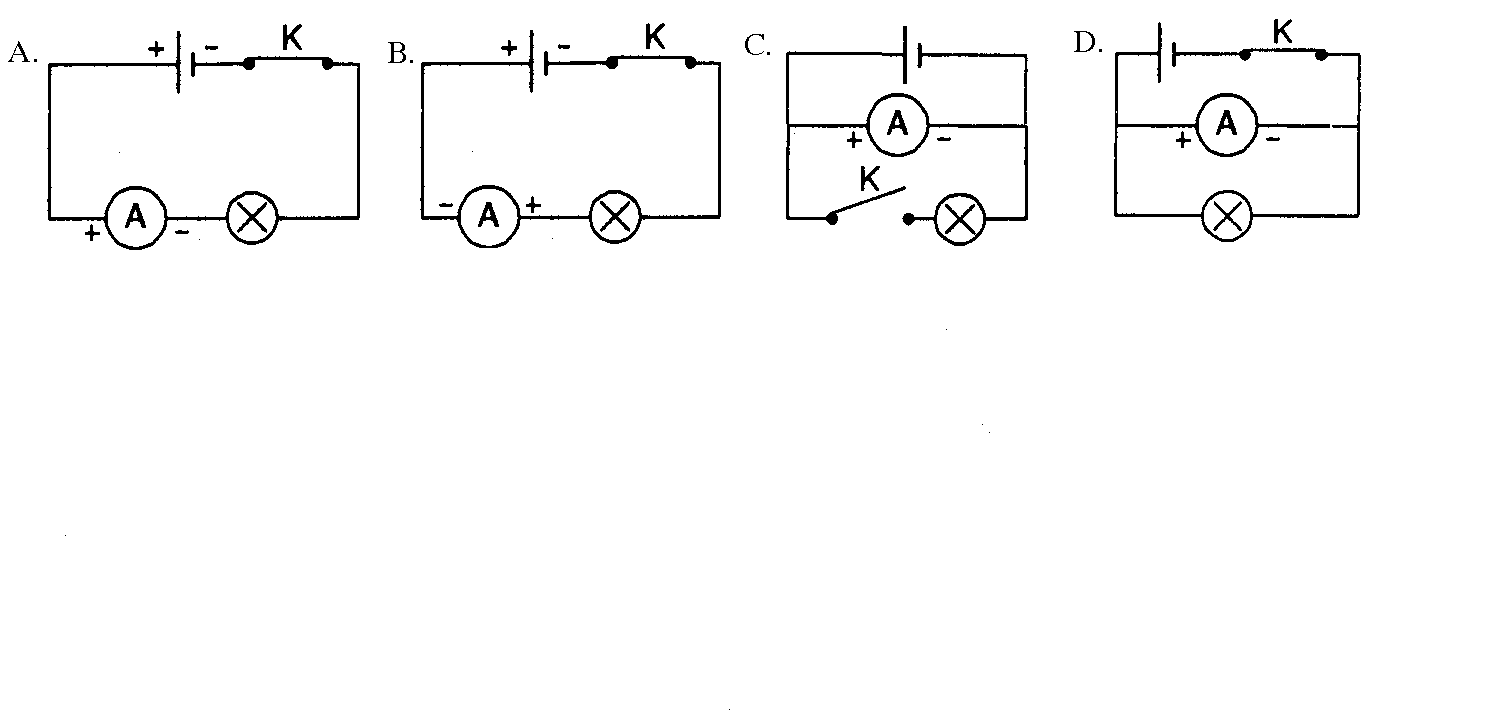 A. + - K
A
+ -
B. + - K
- A +
C.
A
+ -
K
D. K
A
+ -